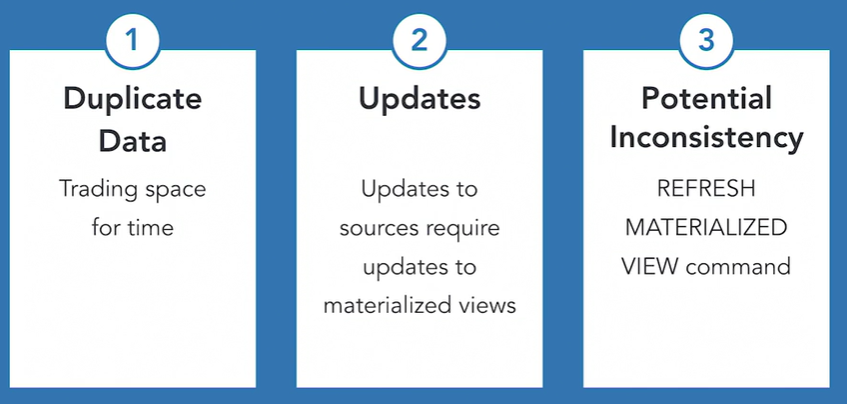 1
Duplicate
Data
Trading space
for time
2
Updates
Updates to
sources require
updates to
materialized views
3
Potential
Inconsistency
REFRESH
MATERIALIZED
VIEW command